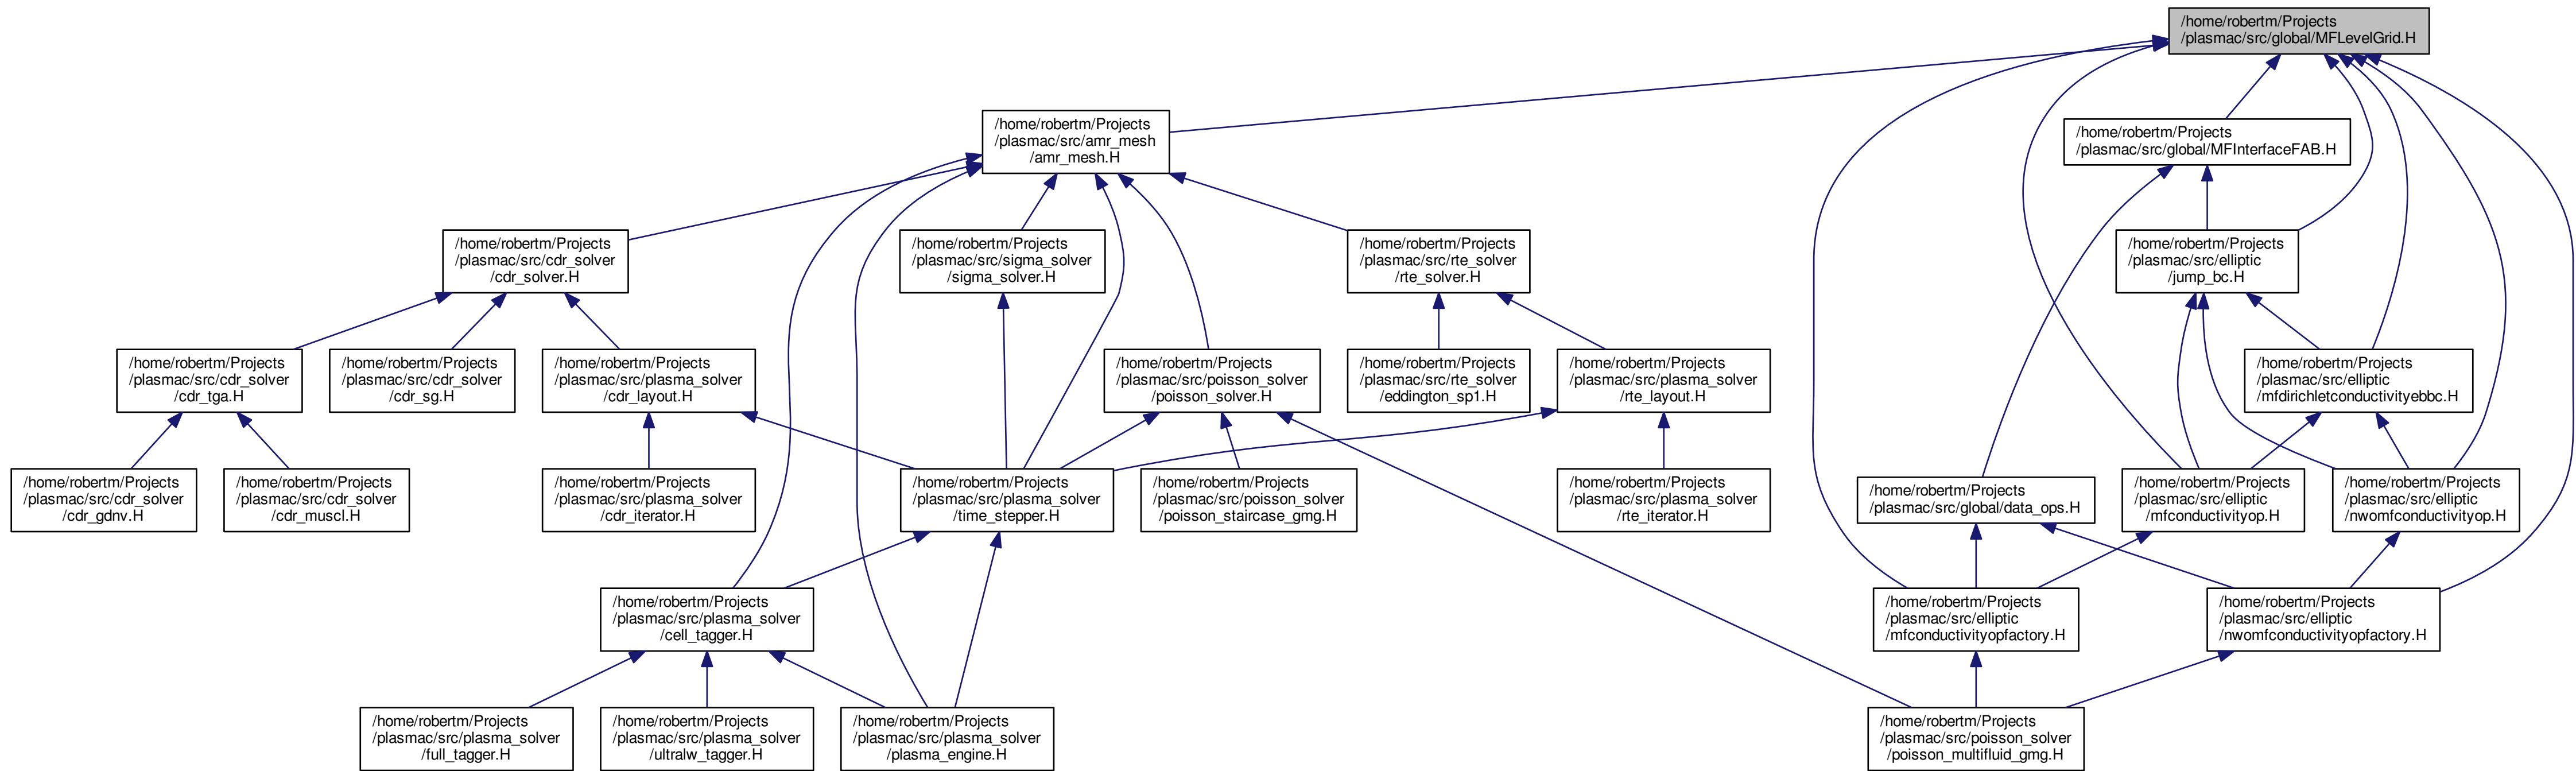 /home/robertm/Projects
/plasmac/src/global/MFLevelGrid.H
/home/robertm/Projects
/plasmac/src/amr_mesh
/amr_mesh.H
/home/robertm/Projects
/plasmac/src/global/MFInterfaceFAB.H
/home/robertm/Projects
/plasmac/src/cdr_solver
/cdr_solver.H
/home/robertm/Projects
/plasmac/src/sigma_solver
/sigma_solver.H
/home/robertm/Projects
/plasmac/src/rte_solver
/rte_solver.H
/home/robertm/Projects
/plasmac/src/elliptic
/jump_bc.H
/home/robertm/Projects
/plasmac/src/cdr_solver
/cdr_tga.H
/home/robertm/Projects
/plasmac/src/cdr_solver
/cdr_sg.H
/home/robertm/Projects
/plasmac/src/plasma_solver
/cdr_layout.H
/home/robertm/Projects
/plasmac/src/poisson_solver
/poisson_solver.H
/home/robertm/Projects
/plasmac/src/rte_solver
/eddington_sp1.H
/home/robertm/Projects
/plasmac/src/plasma_solver
/rte_layout.H
/home/robertm/Projects
/plasmac/src/elliptic
/mfdirichletconductivityebbc.H
/home/robertm/Projects
/plasmac/src/cdr_solver
/cdr_gdnv.H
/home/robertm/Projects
/plasmac/src/cdr_solver
/cdr_muscl.H
/home/robertm/Projects
/plasmac/src/plasma_solver
/cdr_iterator.H
/home/robertm/Projects
/plasmac/src/plasma_solver
/time_stepper.H
/home/robertm/Projects
/plasmac/src/poisson_solver
/poisson_staircase_gmg.H
/home/robertm/Projects
/plasmac/src/plasma_solver
/rte_iterator.H
/home/robertm/Projects
/plasmac/src/global/data_ops.H
/home/robertm/Projects
/plasmac/src/elliptic
/mfconductivityop.H
/home/robertm/Projects
/plasmac/src/elliptic
/nwomfconductivityop.H
/home/robertm/Projects
/plasmac/src/plasma_solver
/cell_tagger.H
/home/robertm/Projects
/plasmac/src/elliptic
/mfconductivityopfactory.H
/home/robertm/Projects
/plasmac/src/elliptic
/nwomfconductivityopfactory.H
/home/robertm/Projects
/plasmac/src/plasma_solver
/full_tagger.H
/home/robertm/Projects
/plasmac/src/plasma_solver
/ultralw_tagger.H
/home/robertm/Projects
/plasmac/src/plasma_solver
/plasma_engine.H
/home/robertm/Projects
/plasmac/src/poisson_solver
/poisson_multifluid_gmg.H